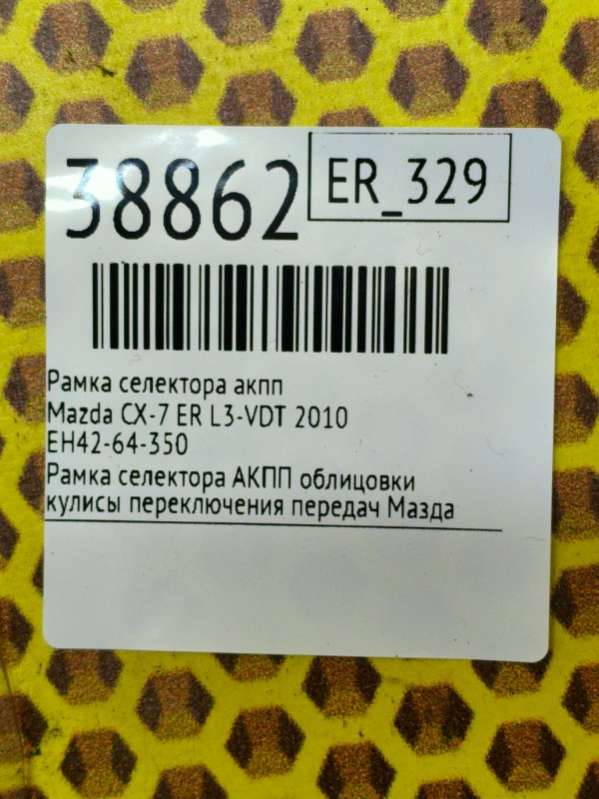 38862
ER_329
Рамка селектора акпп
Mazda CX-7 ER L3-VDT 2010
EH42-64-350
Рамка селектора АКПП облицовки
кулисы переключения передач Мазда